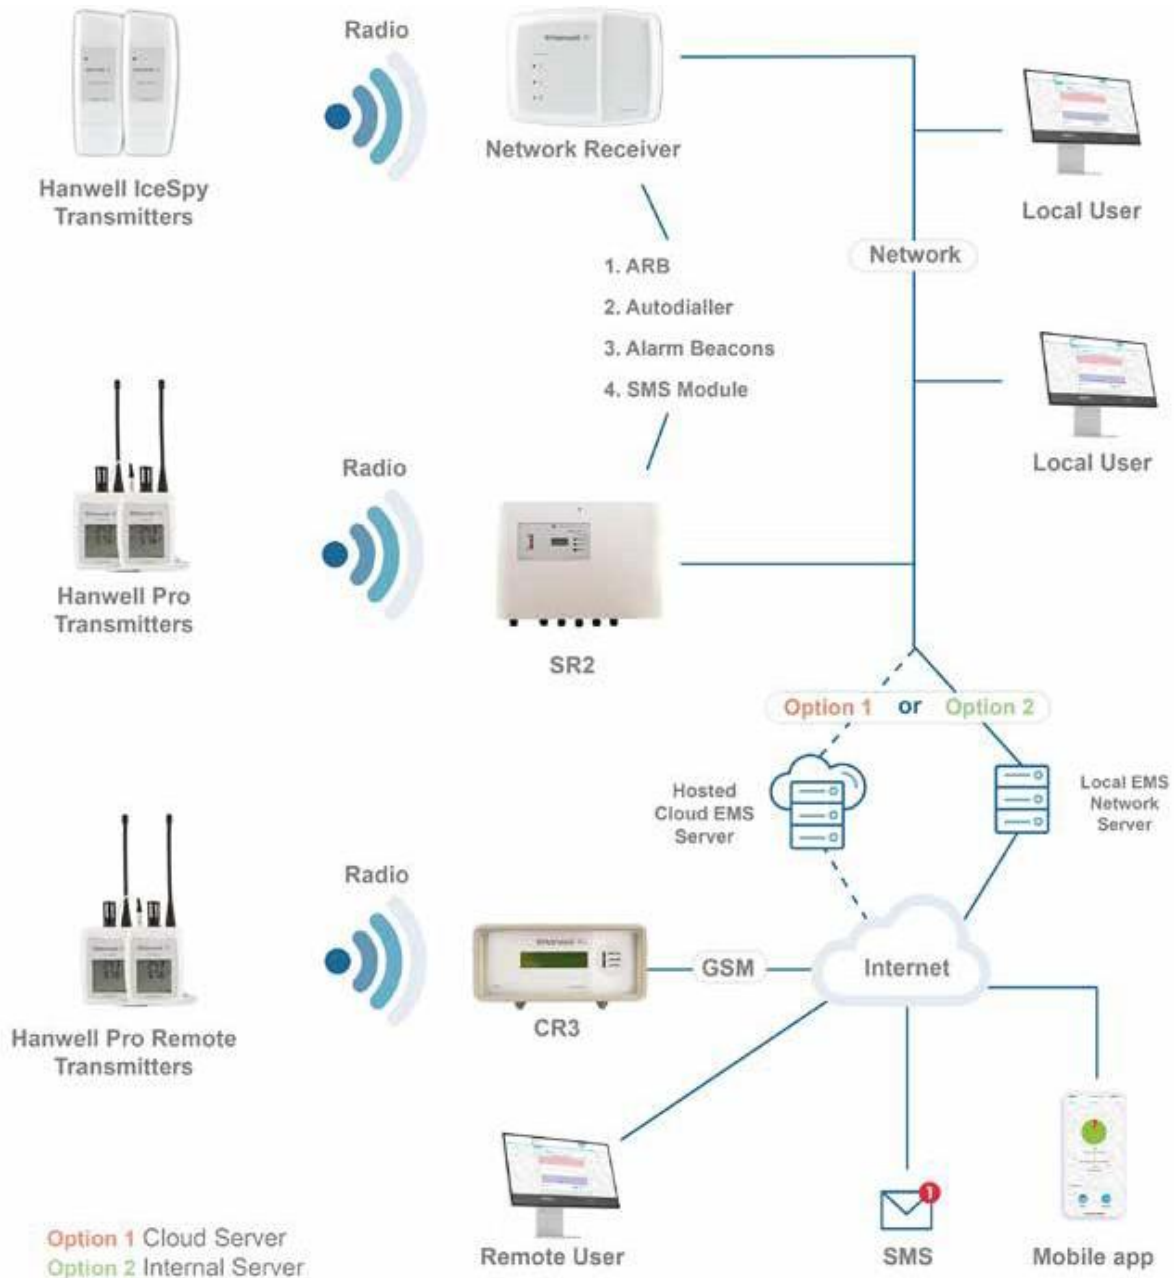 Radio
Hanwell
Network Receiver
Hanwell IceSpy
Transmitters
Local User
Network
1. ARB
2. Autodialler
3. Alarm Beacons
4. SMS Module
Local User
Radio
Hanwell Pro
Transmitters
SR2
Option 1 or Option 2
Hosted
Cloud EMS
Server
Local EMS
Network
Server
Radio
Hanwell
GSM
Internet
CR3
Hanwell Pro Remote
Transmitters
1
Remote User
SMS
Mobile app
Option 1 Cloud Server
Option 2 Internal Server